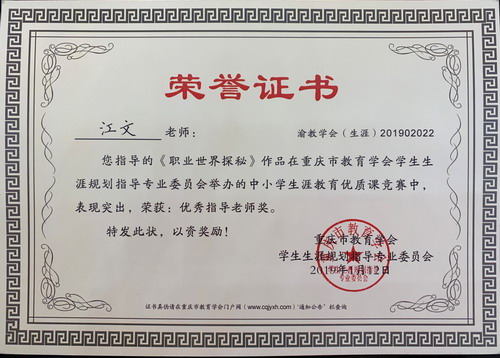 荣誉证书
江文 老师： 渝教学会（生涯）201902022
您指导的《职业世界探秘》作品在重庆市教育学会学生生
涯规划指导专业委员会举办的中小学生涯教育优质课竞赛中，
表现突出，荣获：优秀指导老师奖。
特发此状，以资奖励！
重庆市教育学会
学生生涯规划指导专业委员会
专业委员会
证书真伪请在重庆市教育学会门户网（www.cqjyxh.com）“通知公告”栏查询